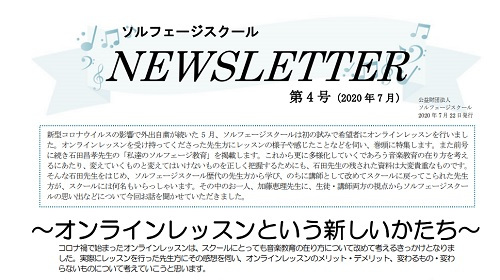 ソルフェージスクール
NEWSLETTER
第4号（2020年7月）
公益財団法人
ソルフェージスクール
2020年7月22日発行
新型コロナウイルスの影響で外出自粛が続いた5月、ソルフェージスクールは初の試みで希望者にオンラインレッスンを行いまし
た。オンラインレッスンを受け持ってくださった先生方にレッスンの様子や感じたことなどを伺い、巻頭に特集します。また前号
に続き石田昌孝先生の「私達のソルフェージ教育」を掲載します。これから更に多様化していくであろう音楽教育の在り方を考え
るにあたり、変えていくものと変えてはいけないものを正しく把握するためにも、石田先生の残された資料は大変貴重なものです。
そんな石田先生をはじめ、ソルフェージスクール歴代の先生方から学び、のちに講師として改めてスクールに戻ってこられた先生
方が、スクールには何名もいらっしゃいます。その中のお一人、加藤恵理先生に、生徒・講師両方の視点からソルフェージスクール
の思い出などについて今回お話を聞かせていただきました。
～オンラインレッスンという新しいかたち～
コロナ禍で始まったオンラインレッスンは、スクールにとっても音楽教育の在り方について改めて考えるきっかけとなりま
した。実際にレッスンを行った先生方にその感想を伺い、オンラインレッスンのメリット・デメリット、変わるもの・変わ
らないものについて考えていこうと思います。